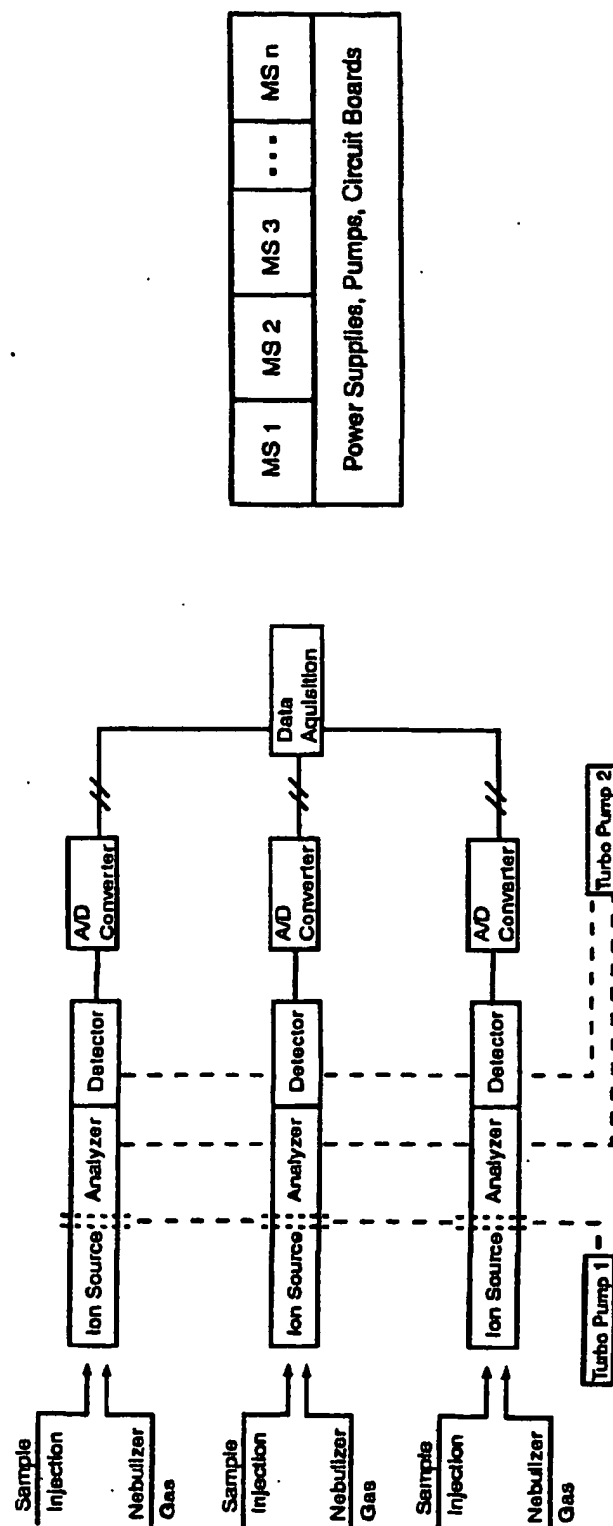 Sample
Injection
Nebulizer
Gas
Ion Source
Analyzer
Detector
A/D
Converter
Sample
Injection
Nebulizer
Gas
Ion Source
Analyzer
Detector
A/D
Converter
Data
Aquisition
Sample
Injection
Nebulizer
Gas
Ion Source
Analyzer
Detector
A/D
Converter
Turbo Pump 1
Turbo Pump 2
MS 1
MS 2
MS 3
...
MS n
Power Supplies, Pumps, Circuit Boards